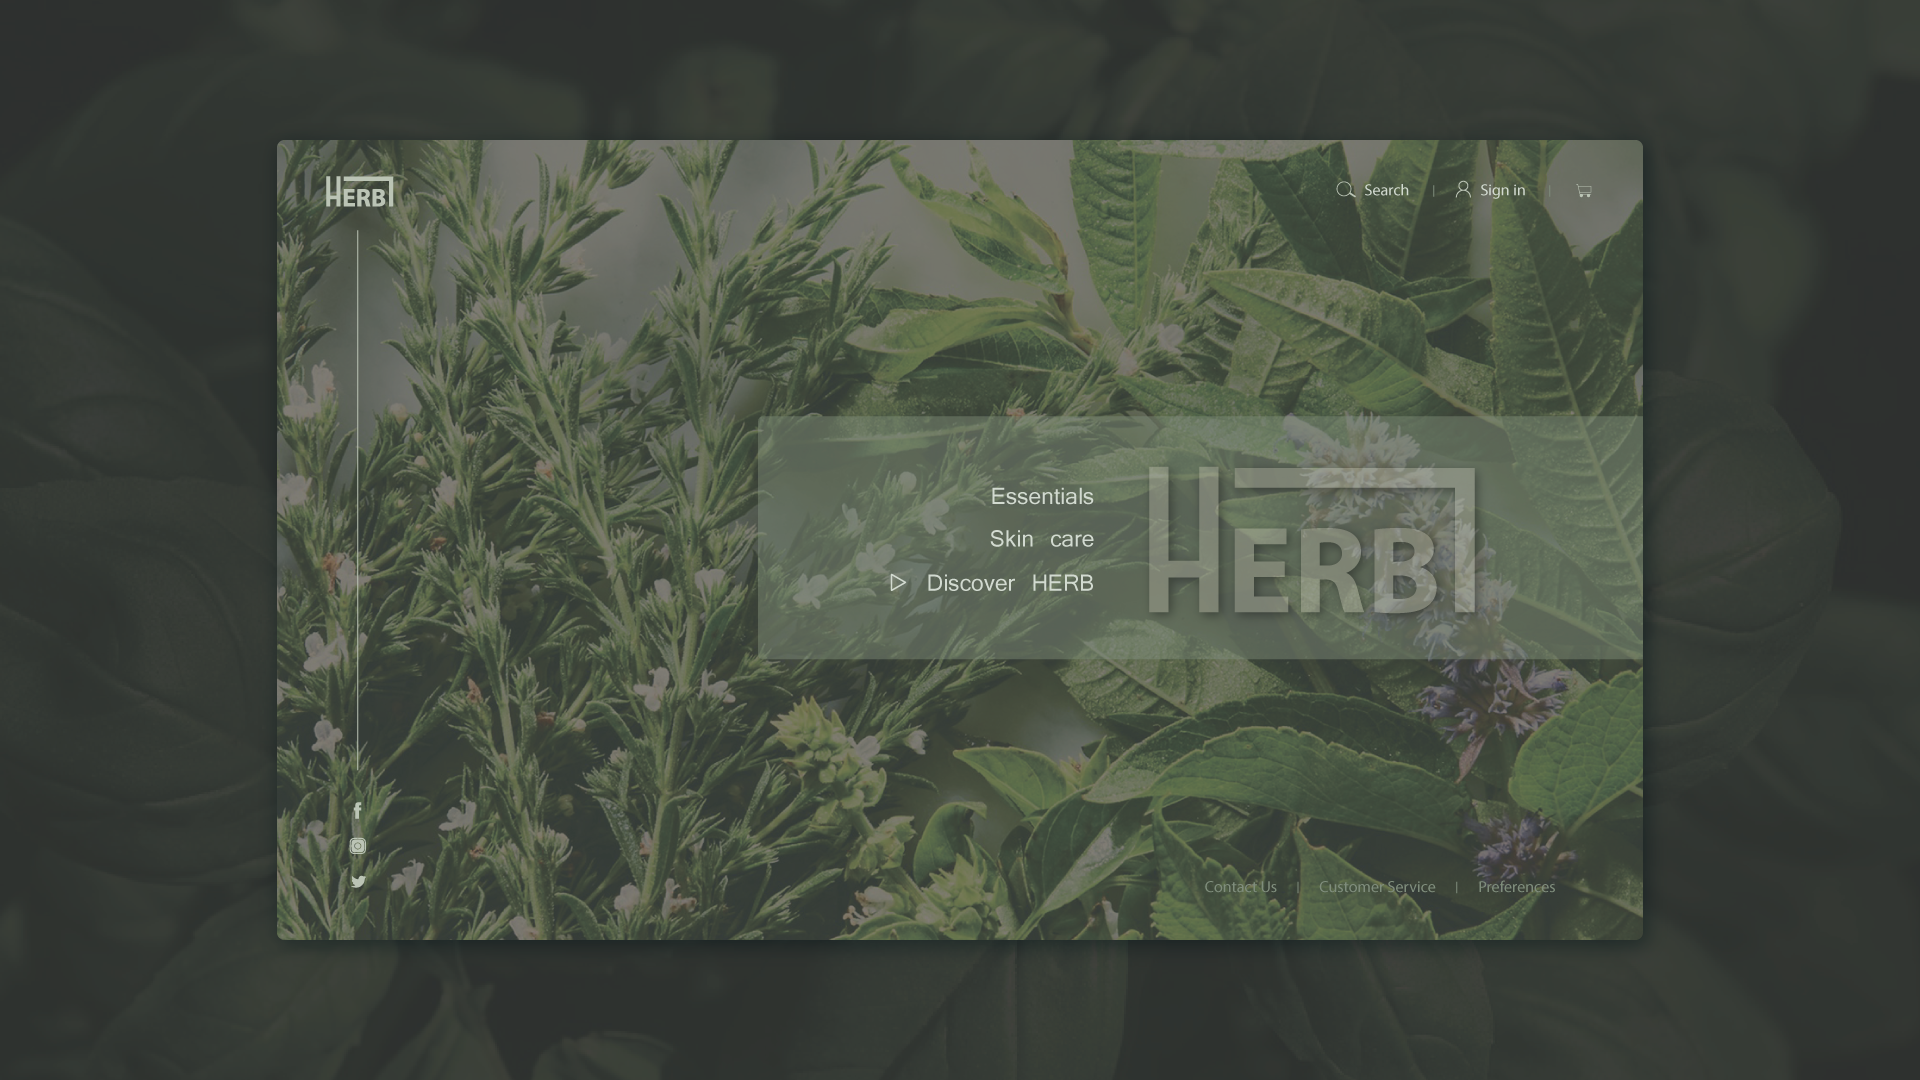 HERB
Search | Sign in |
Essentials
Skin care
Discover HERB
HERB
Contact Us | Customer Service | Preferences